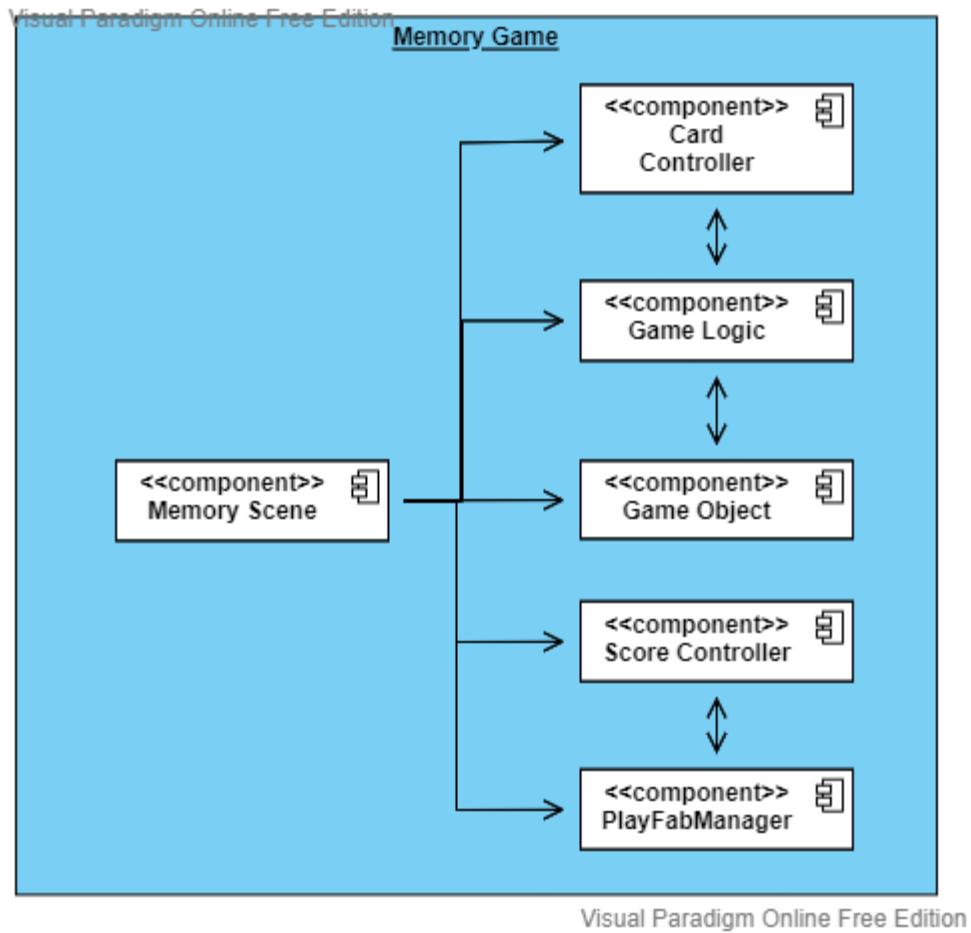 Visual Paradigm Online Free Edition
Memory Game
<<component>>
Card
Controller
<<component>>
Game Logic
<<component>>
Memory Scene
<<component>>
Game Object
<<component>>
Score Controller
<<component>>
PlayFabManager
Visual Paradigm Online Free Edition